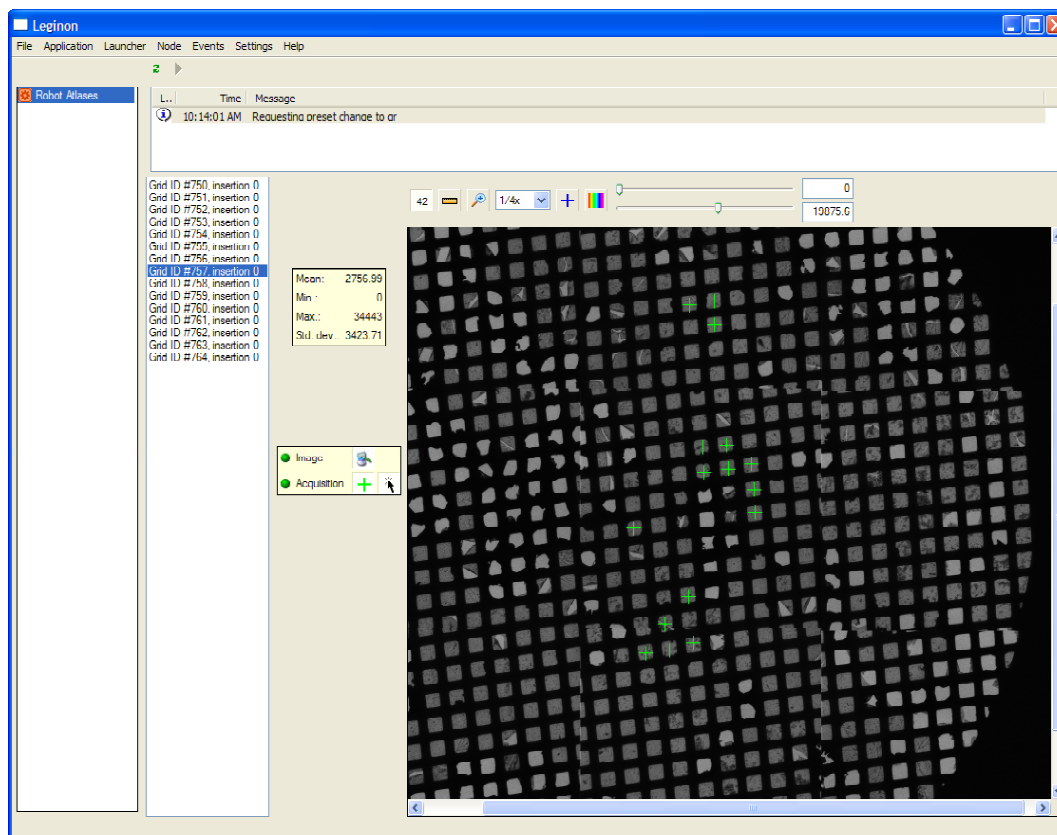 Leginon
File Application Launcher Node Events Settings Help
Robot Atlases
L.. Time Message
10:14:01 AM Requesting preset change to gr
Grid ID #750, insertion 0
Grid ID #751, insertion 0
Grid ID #752, insertion 0
Grid ID #753, insertion 0
Grid ID #754, insertion 0
Grid ID #755, insertion 0
Grid ID #756, insertion 0
Grid ID #757, insertion 0
Grid ID #758, insertion 0
Grid ID #759, insertion 0
Grid ID #760, insertion 0
Grid ID #761, insertion 0
Grid ID #762, insertion 0
Grid ID #763, insertion 0
Grid ID #764, insertion 0
42 1/4x 0
19875.6
Mean: 2756.99
Min.: 0
Max.: 34443
Std. dev.: 3423.71
Image
Acquisition